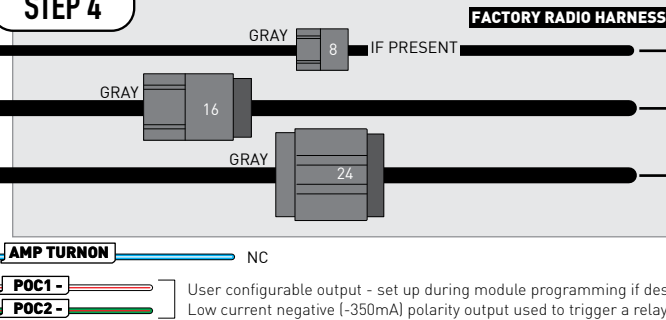 STEP 4
FACTORY RADIO HARNESS
GRAY
8
IF PRESENT
GRAY
16
GRAY
24
AMP TURNON
NC
POC1 -
User configurable output - set up during module programming if des
POC2 -
Low current negative (-350mA) polarity output used to trigger a relay